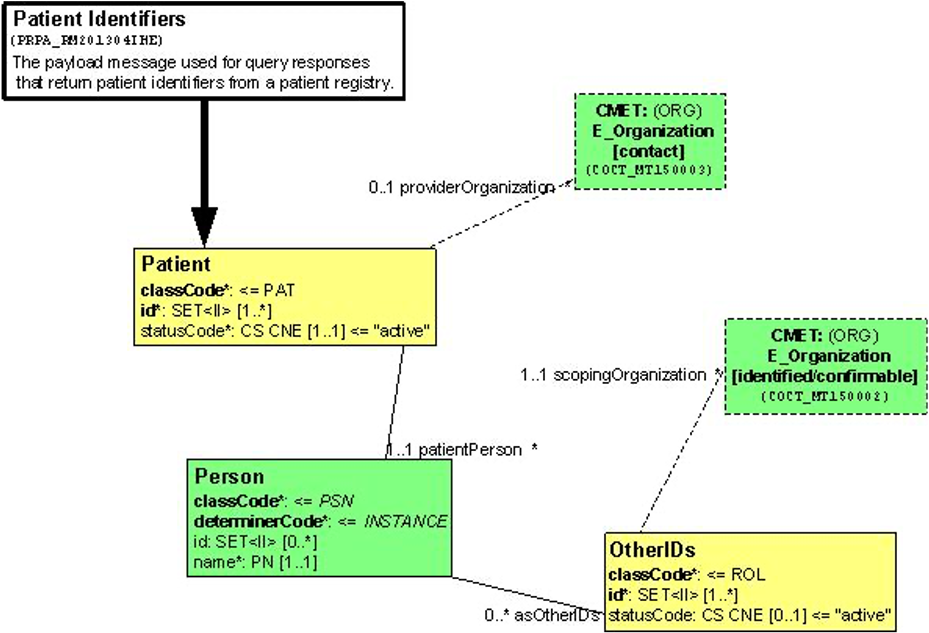 Patient Identifiers
(PRPA_RM201304IHE)
The payload message used for query responses
that return patient identifiers from a patient registry.
CMET: (ORG)
E_Organization
[contact]
(COCT_MT150003)
0..1 providerOrganization *
Patient
classCode*: <= PAT
id*: SET<II> [1..*]
statusCode*: CS CNE [1..1] <= "active"
CMET: (ORG)
E_Organization
[identified/confirmable]
(COCT_MT150002)
1..1 scopingOrganization *
1..1 patientPerson *
Person
classCode*: <= PSN
determinerCode*: <= INSTANCE
id: SET<II> [0..*]
name*: PN [1..1]
OtherIDs
classCode*: <= ROL
id*: SET<II> [1..*]
statusCode: CS CNE [0..1] <= "active"
0..* asOtherIDs